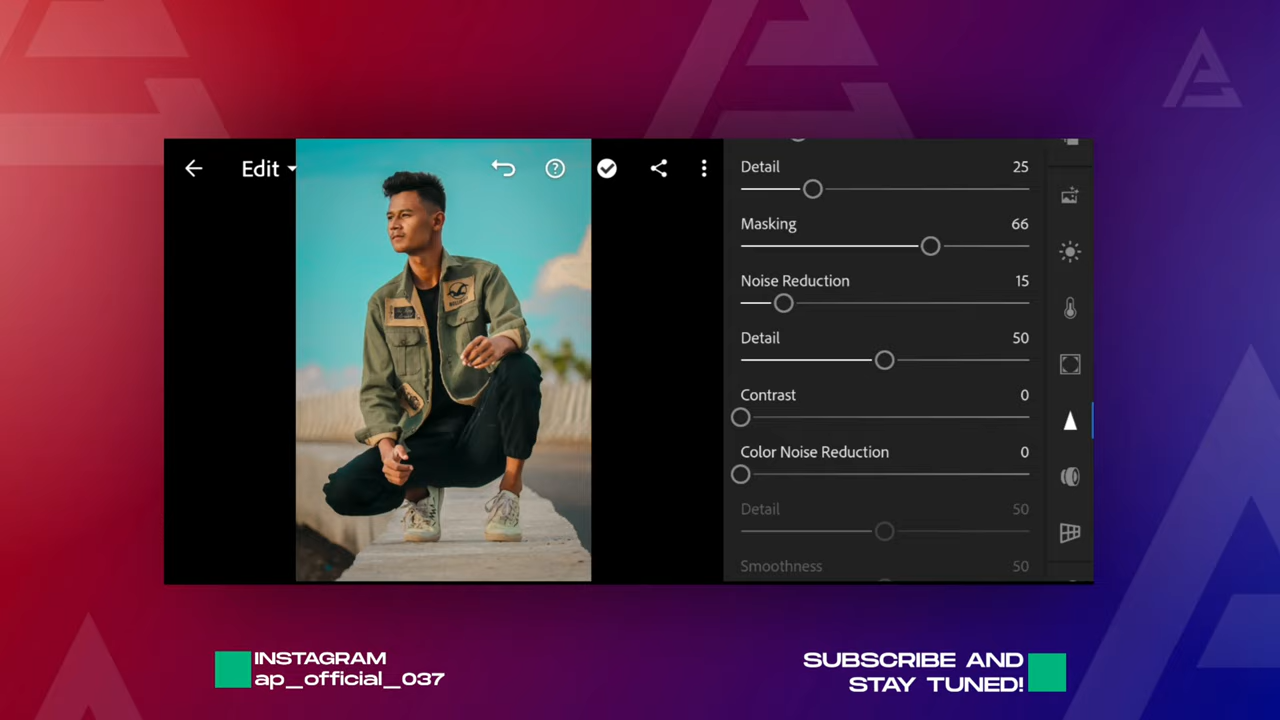 Edit
Detail 25
Masking 66
Noise Reduction 15
Detail 50
Contrast 0
Color Noise Reduction 0
Detail 50
Smoothness 50
INSTAGRAM
ap_official_037
SUBSCRIBE AND
STAY TUNED!